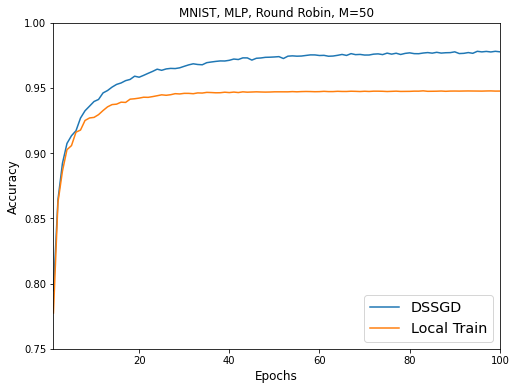 MNIST, MLP, Round Robin, M=50
1.00
0.95
0.90
0.85
0.80
0.75
Accuracy
20 40 60 80 100
Epochs
DSSGD
Local Train